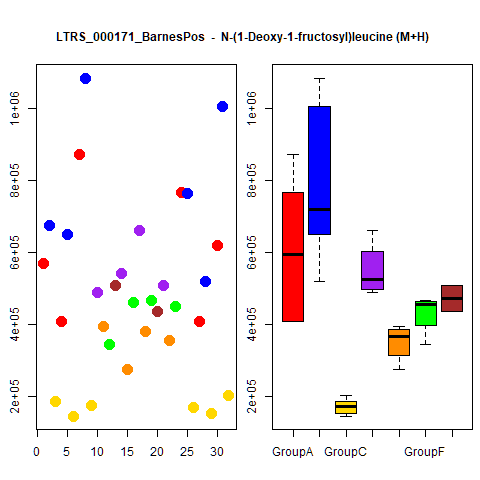 LTRS_000171_BarnesPos - N-(1-Deoxy-1-fructosyl)leucine (M+H)
1e+06
8e+05
6e+05
4e+05
2e+05
0 5 10 15 20 25 30
1e+06
8e+05
6e+05
4e+05
2e+05
GroupA GroupC GroupF